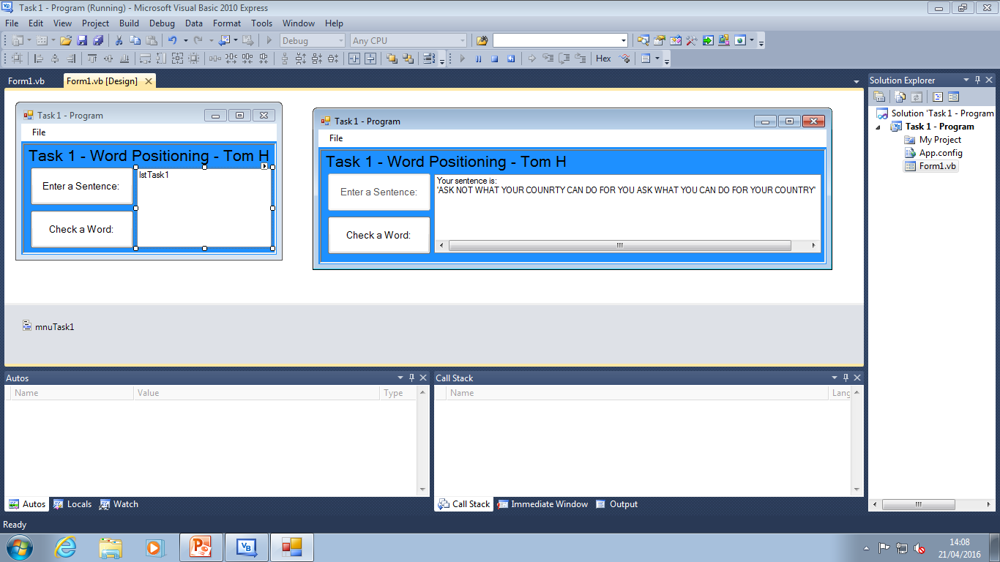 Task 1 - Program (Running) - Microsoft Visual Basic 2010 Express
File Edit View Project Build Debug Team Data Format Tools Window Help
Debug Any CPU
Hex
Form1.vb Form1.vb [Design]
Solution Explorer
Solution 'Task 1 - Program
Task 1 - Program
My Project
App.config
Form1.vb
Task 1 - Program
File
Task 1 - Word Positioning - Tom H
Enter a Sentence:
lstTask1
Check a Word:
Task 1 - Program
File
Task 1 - Word Positioning - Tom H
Enter a Sentence:
Your sentence is:
'ASK NOT WHAT YOUR COUNRTY CAN DO FOR YOU ASK WHAT YOU CAN DO FOR YOUR COUNTRY'
Check a Word:
mnuTask1
Autos
Name Value Type
Autos Locals Watch
Call Stack
Name Lang
Call Stack Immediate Window Output
Ready
14:08
21/04/2016